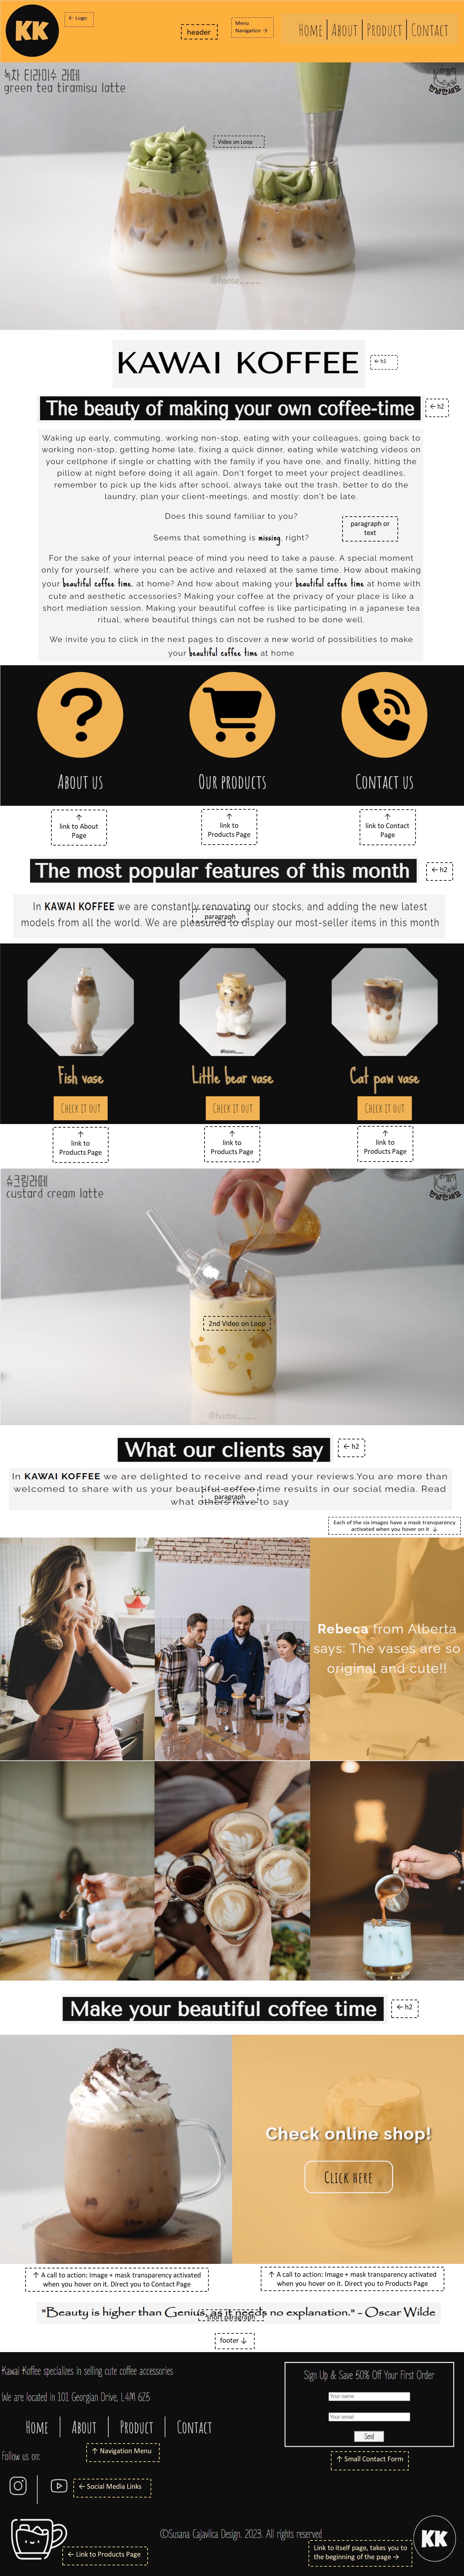 KK
← Logo
header
Menu
Navigation →
Home | About | Product | Contact
녹차 티라미수 라떼
green tea tiramisu latte
안녕한세요
Video on Loop
@hanse____
KAWAI KOFFEE
← h1
The beauty of making your own coffee-time
← h2
Waking up early, commuting, working non-stop, eating with your colleagues, going back to
working non-stop, getting home late, fixing a quick dinner, eating while watching videos on
your cellphone if single or chatting with the family if you have one, and finally, hitting the
pillow at night before doing it all again. Don't forget to meet your project deadlines,
remember to pick up the kids after school, always take out the trash, better to do the
laundry, plan your client-meetings, and mostly: don't be late.
Does this sound familiar to you?
Seems that something is missing, right?
paragraph or
text
For the sake of your internal peace of mind you need to take a pause. A special moment
only for yourself, where you can be active and relaxed at the same time. How about making
your beautiful coffee time, at home? And how about making your beautiful coffee time at home with
cute and aesthetic accessories? Making your coffee at the privacy of your place is like a
short mediation session. Making your beautiful coffee is like participating in a japanese tea
ritual, where beautiful things can not be rushed to be done well.
We invite you to click in the next pages to discover a new world of possibilities to make
your beautiful coffee time at home
About us
Our products
Contact us
↑
link to About
Page
↑
link to
Products Page
↑
link to Contact
Page
The most popular features of this month
← h2
In KAWAI KOFFEE we are constantly renovating our stocks, and adding the new latest
models from all the world. We are pleased to display our most-seller items in this month
paragraph
@hanse____
Fish vase
Little bear vase
Cat paw vase
Check it out
Check it out
Check it out
↑
link to
Products Page
↑
link to
Products Page
↑
link to
Products Page
슈크림라떼
custard cream latte
안녕한세요
2nd Video on Loop
@hanse____
What our clients say
← h2
In KAWAI KOFFEE we are delighted to receive and read your reviews.You are more than
welcomed to share with us your beautiful coffee time results in our social media. Read
what others have to say
paragraph
Each of the six images have a mask transparency
activated when you hover on it ↓
Rebeca from Alberta
says: The vases are so
original and cute!!
Make your beautiful coffee time
← h2
@hanse____
Check online shop!
Click here
↑ A call to action: Image + mask transparency activated
when you hover on it. Direct you to Contact Page
↑ A call to action: Image + mask transparency activated
when you hover on it. Direct you to Products Page
"Beauty is higher than Genius, as it needs no explanation." - Oscar Wilde
short paragraph
footer ↓
Kawai Koffee specializes in selling cute coffee accessories
We are located in 101 Georgian Drive, L4M 6Z5
Home | About | Product | Contact
↑ Navigation Menu
Follow us on:
← Social Media Links
Sign Up & Save 50% Off Your First Order
Your name
Your email
Send
↑ Small Contact Form
← Link to Products Page
©Susana Cajavilca Design. 2023. All rights reserved
Link to itself page, takes you to
the beginning of the page →
KK